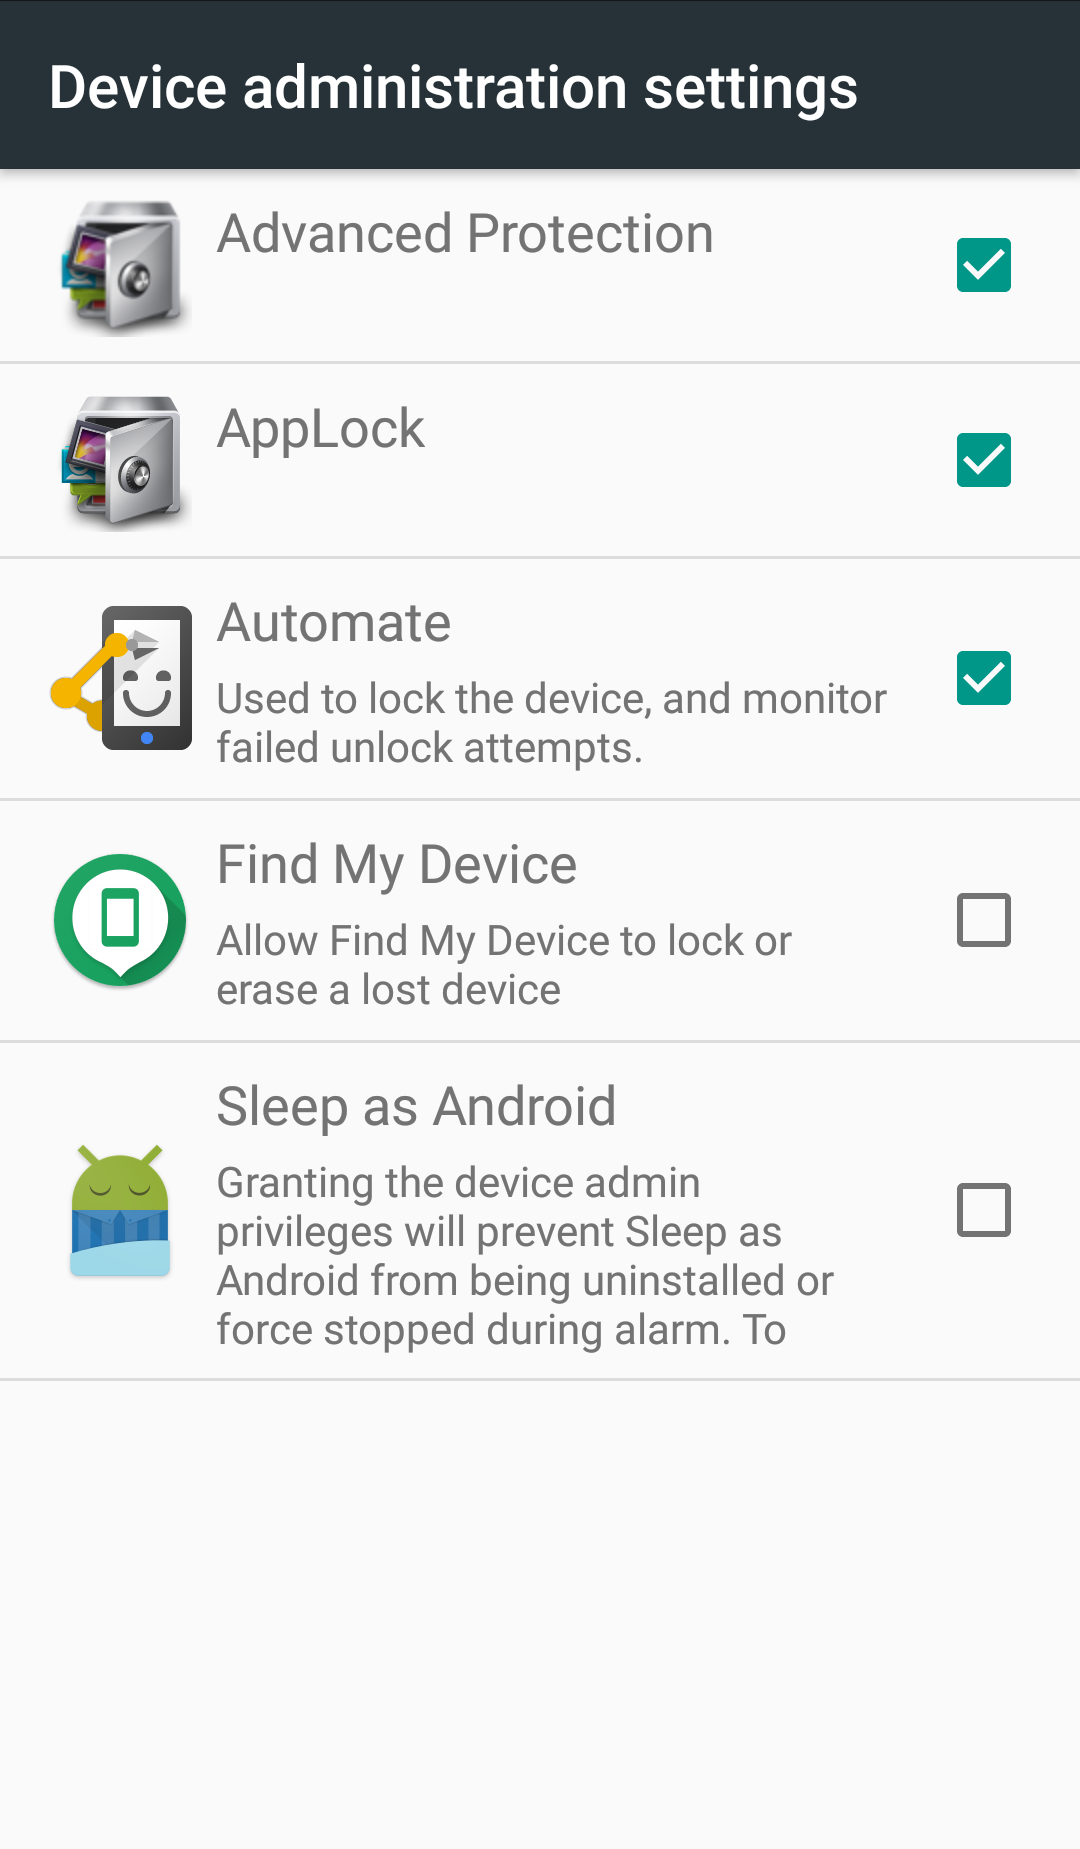 Device administration settings
Advanced Protection
AppLock
Automate
Used to lock the device, and monitor
failed unlock attempts.
Find My Device
Allow Find My Device to lock or
erase a lost device
Sleep as Android
Granting the device admin
privileges will prevent Sleep as
Android from being uninstalled or
force stopped during alarm. To